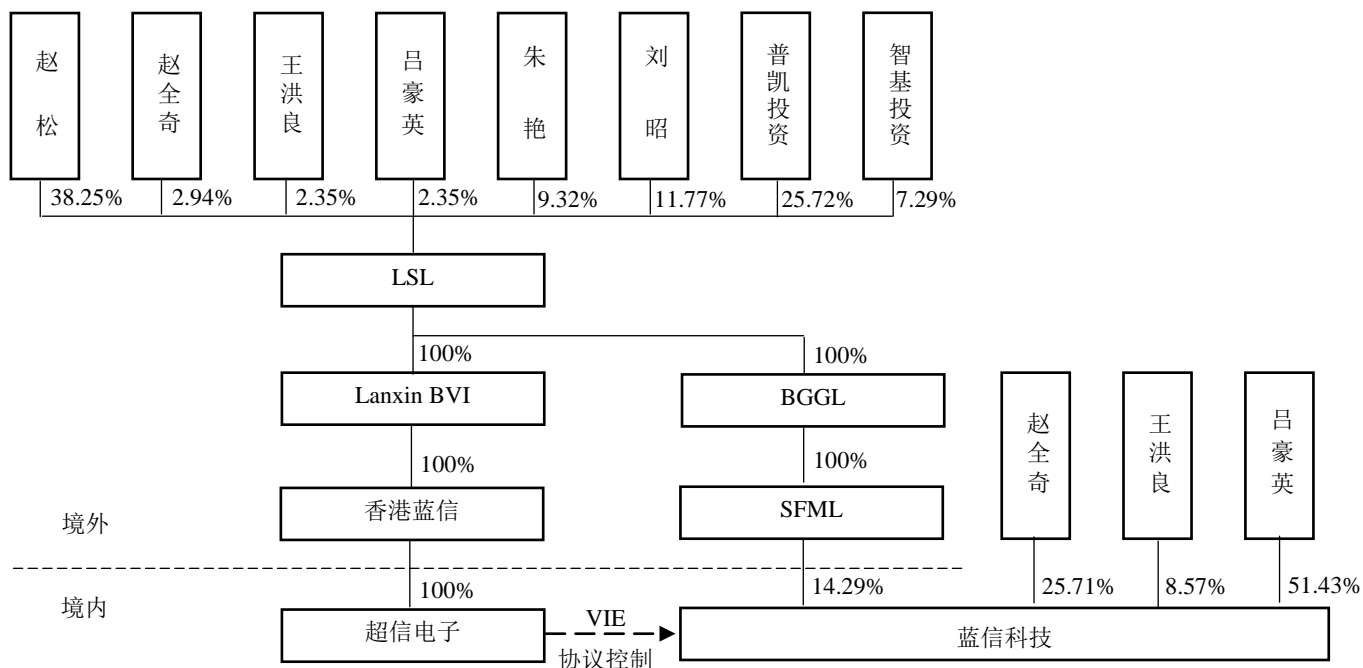 赵松
赵全奇
王洪良
吕豪英
朱艳
刘昭
普凯投资
智基投资
38.25%
2.94%
2.35%
2.35%
9.32%
11.77%
25.72%
7.29%
LSL
100%
100%
Lanxin BVI
BGGL
赵全奇
王洪良
吕豪英
100%
100%
香港蓝信
SFML
境外
境内
100%
14.29%
25.71%
8.57%
51.43%
超信电子
VIE
协议控制
蓝信科技